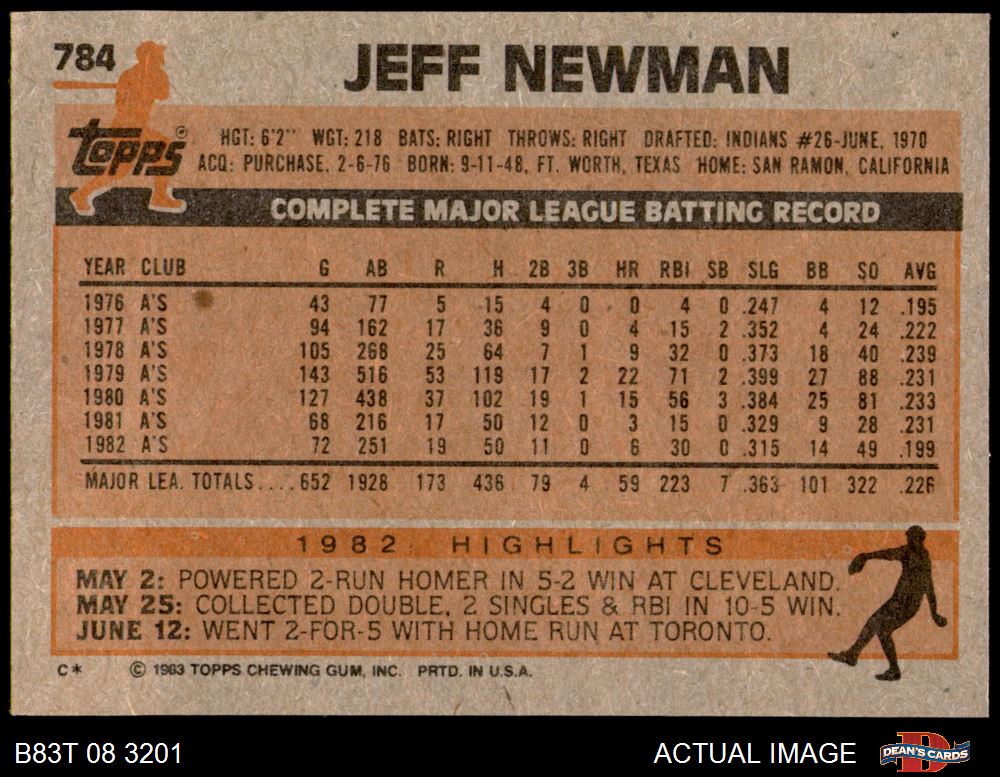 784
JEFF NEWMAN
Topps
HGT: 6'2" WGT: 218 BATS: RIGHT THROWS: RIGHT DRAFTED: INDIANS #26-JUNE, 1970
ACQ: PURCHASE, 2-6-76 BORN: 9-11-48, FT. WORTH, TEXAS HOME: SAN RAMON, CALIFORNIA
COMPLETE MAJOR LEAGUE BATTING RECORD
YEAR CLUB G AB R H 2B 3B HR RBI SB SLG BB SO AVG
1976 A'S 43 77 5 15 4 0 0 4 0 .247 4 12 .195
1977 A'S 94 162 17 36 9 0 4 15 2 .352 4 24 .222
1978 A'S 105 268 25 64 7 1 9 32 0 .373 18 40 .239
1979 A'S 143 516 53 119 17 2 22 71 2 .399 27 88 .231
1980 A'S 127 438 37 102 19 1 15 56 3 .384 25 81 .233
1981 A'S 68 216 17 50 12 0 3 15 0 .329 9 28 .231
1982 A'S 72 251 19 50 11 0 6 30 0 .315 14 49 .199
MAJOR LEA. TOTALS....652 1928 173 436 79 4 59 223 7 .363 101 322 .226
1982 HIGHLIGHTS
MAY 2: POWERED 2-RUN HOMER IN 5-2 WIN AT CLEVELAND.
MAY 25: COLLECTED DOUBLE, 2 SINGLES & RBI IN 10-5 WIN.
JUNE 12: WENT 2-FOR-5 WITH HOME RUN AT TORONTO.
C* © 1983 TOPPS CHEWING GUM, INC. PRTD. IN U.S.A.
B83T 08 3201 ACTUAL IMAGE DEAN'S CARDS